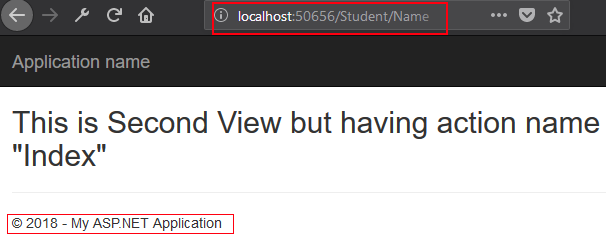 localhost:50656/Student/Name
Application name
This is Second View but having action name
"Index"
© 2018 - My ASP.NET Application